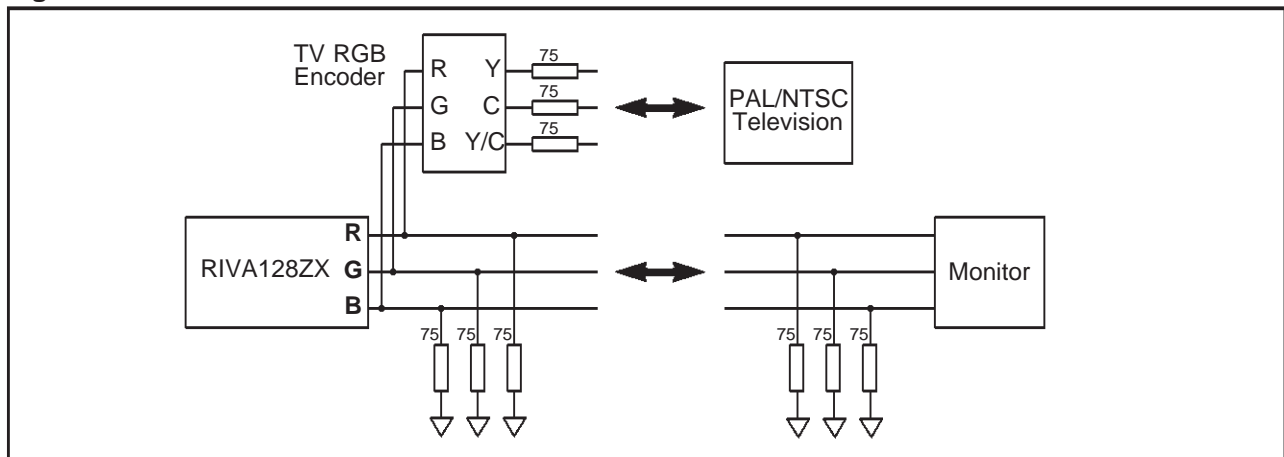 TV RGB
Encoder
R Y 75
G C 75
B Y/C 75
PAL/NTSC
Television
RIVA128ZX
R
G
B
75 75 75
75 75 75
Monitor